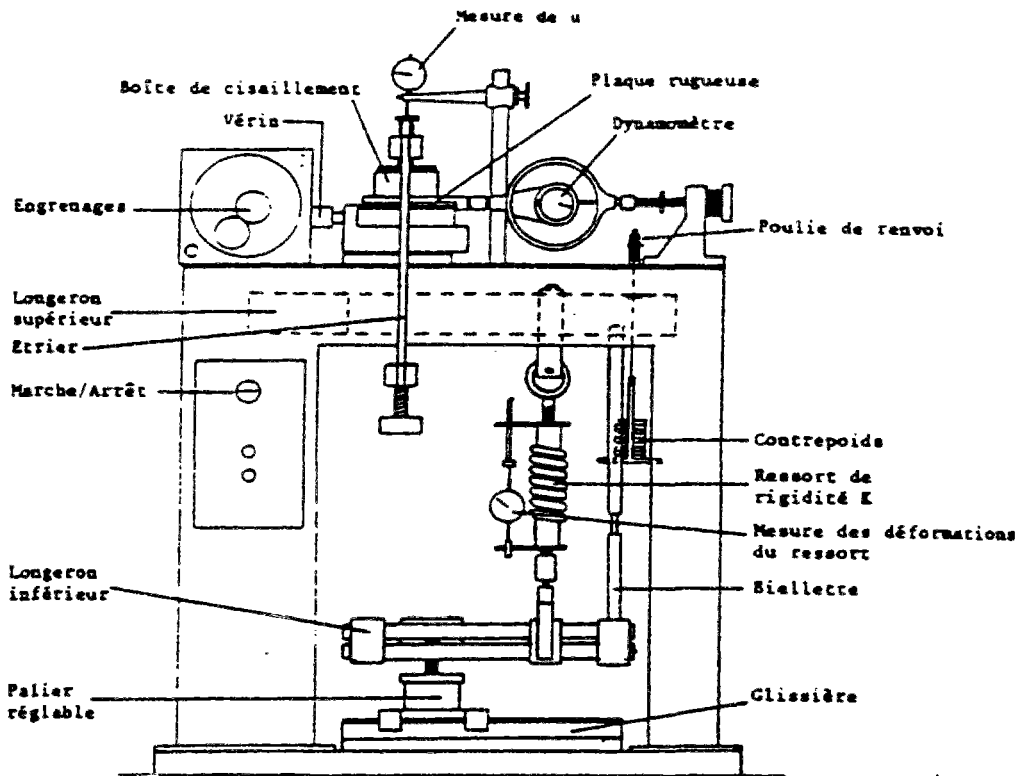 Mesure de u
Boîte de cisaillement
Plaque rugueuse
Vérin
Dynamomètre
Engrenages
Poulie de renvoi
Longeron
supérieur
Etrier
Marche/Arrêt
Contrepoids
Ressort de
rigidité K
Mesure des déformations
du ressort
Longeron
inférieur
Biellette
Palier
réglable
Glissière